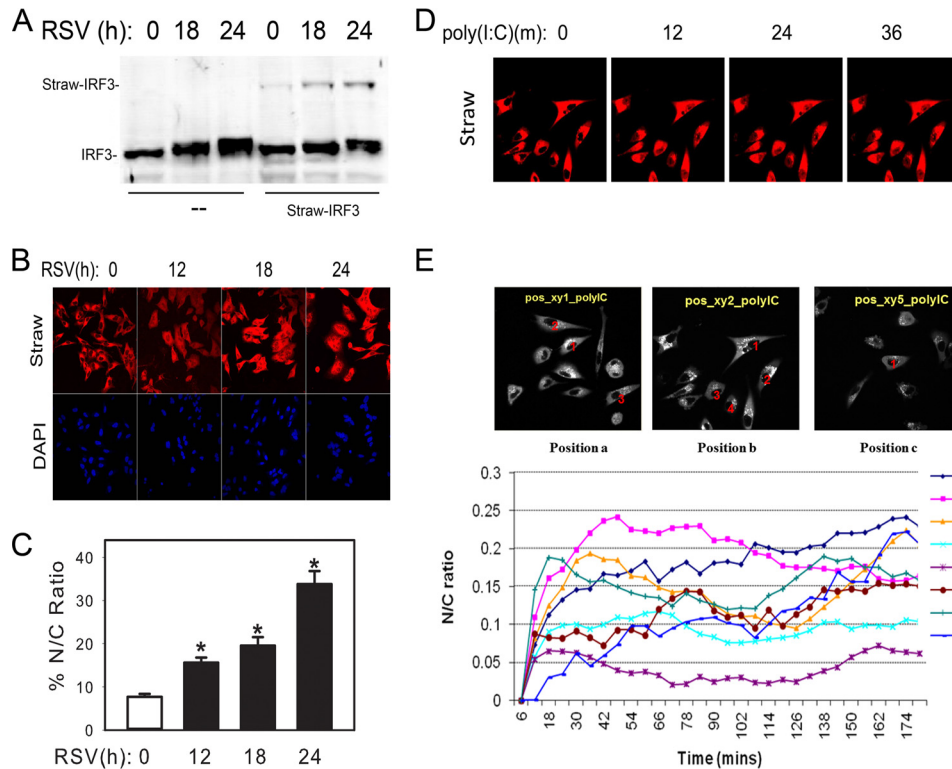 A
RSV (h): 0 18 24 0 18 24
Straw-IRF3-
IRF3-
--
Straw-IRF3
B
RSV(h): 0 12 18 24
Straw
DAPI
C
% N/C Ratio
40
30
20
10
0
*
*
*
RSV(h): 0 12 18 24
D
poly(I:C)(m) 0 12 24 36
Straw
E
pos_xy1_polyIC
2
1
3
pos_xy2_polyIC
1
2
3
4
pos_xy5_polyIC
1
Position a
Position b
Position c
N/C ratio
0.3
0.25
0.2
0.15
0.1
0.05
0
6 18 30 42 54 66 78 90 102 114 126 138 150 162 174
Time (mins)